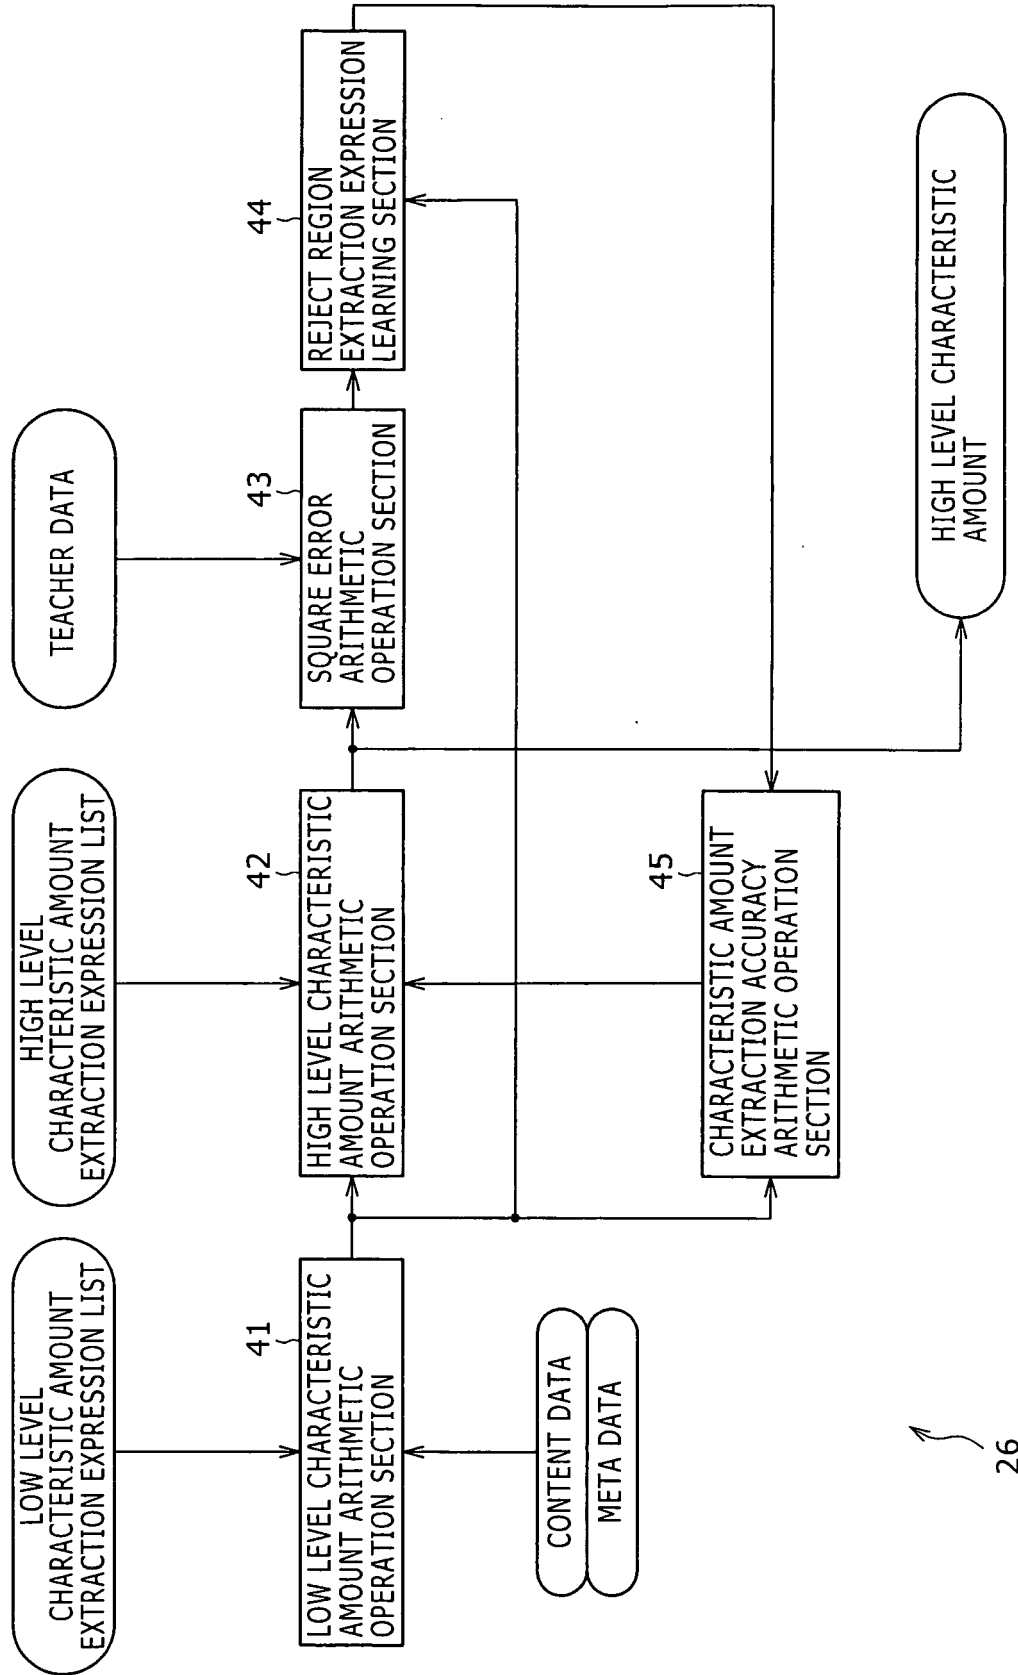 LOW LEVEL
CHARACTERISTIC AMOUNT
EXTRACTION EXPRESSION LIST
HIGH LEVEL
CHARACTERISTIC AMOUNT
EXTRACTION EXPRESSION LIST
TEACHER DATA
41
LOW LEVEL CHARACTERISTIC
AMOUNT ARITHMETIC
OPERATION SECTION
42
HIGH LEVEL CHARACTERISTIC
AMOUNT ARITHMETIC
OPERATION SECTION
43
SQUARE ERROR
ARITHMETIC
OPERATION SECTION
44
REJECT REGION
EXTRACTION EXPRESSION
LEARNING SECTION
CONTENT DATA
META DATA
45
CHARACTERISTIC AMOUNT
EXTRACTION ACCURACY
ARITHMETIC OPERATION
SECTION
HIGH LEVEL CHARACTERISTIC
AMOUNT
26